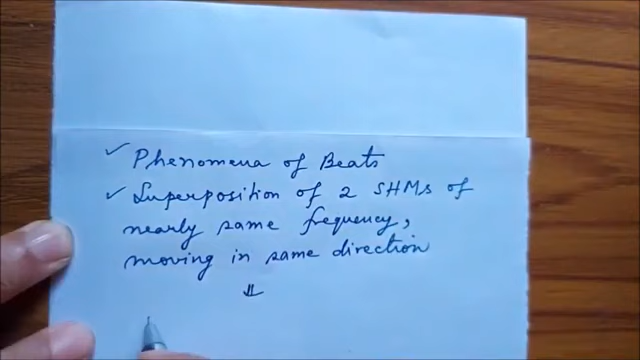 ✓ Phenomena of Beats
✓ Superposition of 2 SHMs of
nearly same frequency,
moving in same direction
⇓